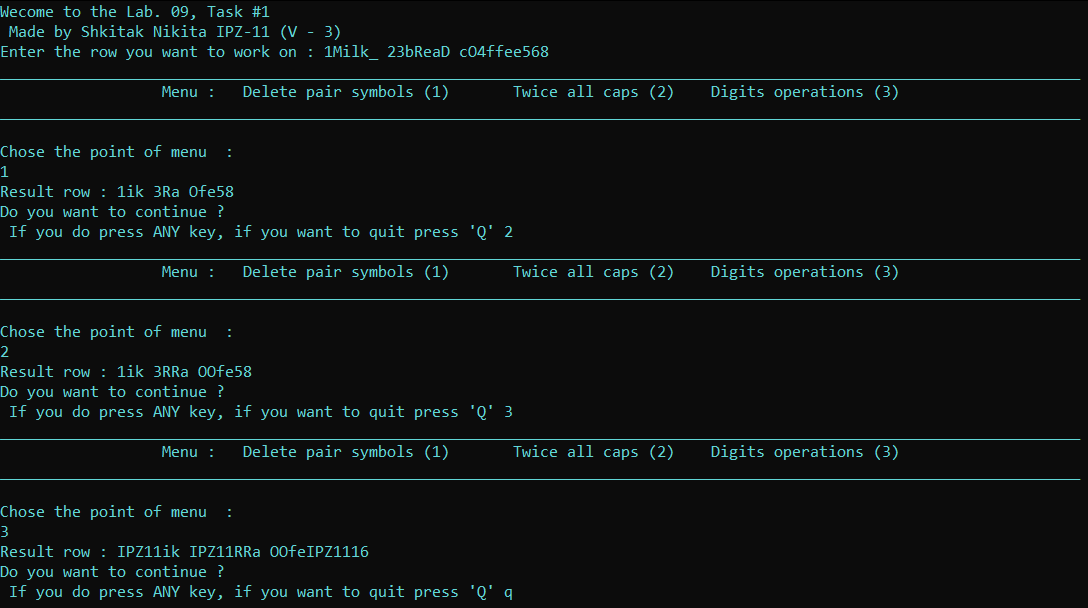 Wecome to the Lab. 09, Task #1
Made by Shkitak Nikita IPZ-11 (V - 3)
Enter the row you want to work on : 1Milk_ 23bReaD cO4ffee568
Menu : Delete pair symbols (1) Twice all caps (2) Digits operations (3)
Chose the point of menu :
1
Result row : 1ik 3Ra Ofe58
Do you want to continue ?
If you do press ANY key, if you want to quit press 'Q' 2
Menu : Delete pair symbols (1) Twice all caps (2) Digits operations (3)
Chose the point of menu :
2
Result row : 1ik 3RRa OOfe58
Do you want to continue ?
If you do press ANY key, if you want to quit press 'Q' 3
Menu : Delete pair symbols (1) Twice all caps (2) Digits operations (3)
Chose the point of menu :
3
Result row : IPZ11ik IPZ11RRa OOfeIPZ1116
Do you want to continue ?
If you do press ANY key, if you want to quit press 'Q' q